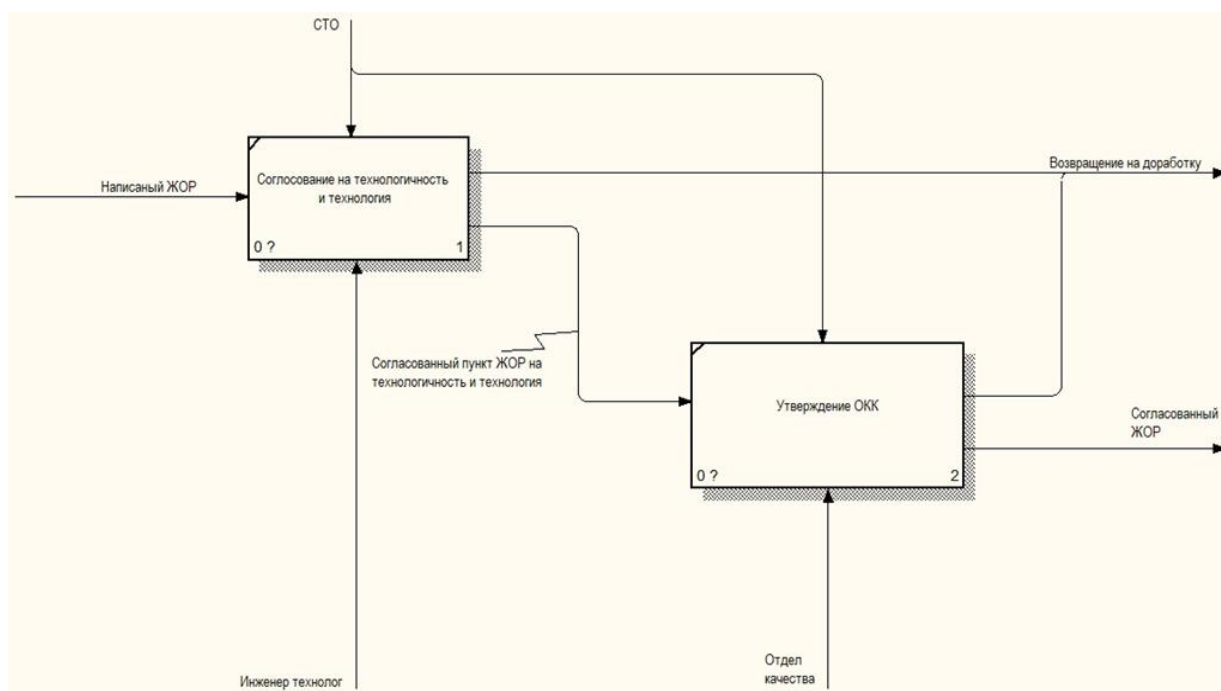 СТО
Возвращение на доработку
Написаный ЖОР
Соглосование на технологичность
и технология
0 ?
1
Согласованный пункт ЖОР на
технологичность и технология
Утверждение ОКК
Согласованный
ЖОР
0 ?
2
Отдел
качества
Инженер технолог